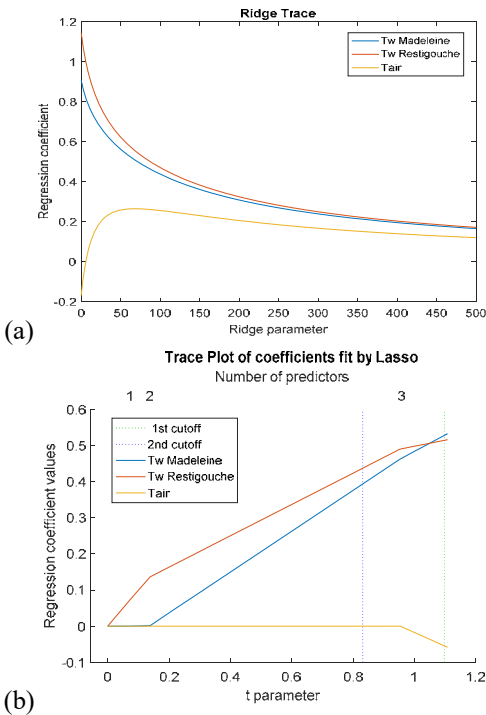 Ridge Trace
1.2
1
0.8
0.6
0.4
0.2
0
-0.2
Regression coefficient
Tw Madeleine
Tw Restigouche
Tair
0 50 100 150 200 250 300 350 400 450 500
Ridge parameter
(a)
Trace Plot of coefficients fit by Lasso
Number of predictors
1 2 3
0.6
0.5
0.4
0.3
0.2
0.1
0
-0.1
Regression coefficient values
1st cutoff
2nd cutoff
Tw Madeleine
Tw Restigouche
Tair
0 0.2 0.4 0.6 0.8 1 1.2
t parameter
(b)